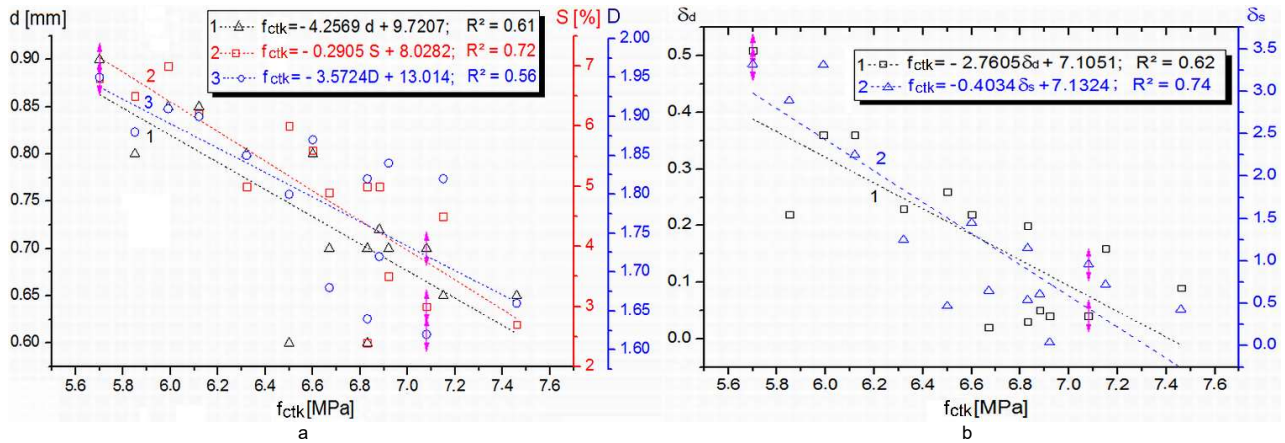 d [mm]
1 f_ctk= - 4.2569 d + 9.7207; R² = 0.61
2 f_ctk= - 0.2905 S + 8.0282; R² = 0.72
3 f_ctk= - 3.5724D + 13.014; R² = 0.56
S [%]
D
0.90
0.85
0.80
0.75
0.70
0.65
0.60
2
3
1
7
6
5
4
3
2
2.00
1.95
1.90
1.85
1.80
1.75
1.70
1.65
1.60
5.6 5.8 6.0 6.2 6.4 6.6 6.8 7.0 7.2 7.4 7.6
f_ctk [MPa]
a
δ_d
1 f_ctk= - 2.7605 δ_d + 7.1051; R² = 0.62
2 f_ctk= -0.4034 δ_s + 7.1324; R² = 0.74
δ_s
0.5
0.4
0.3
0.2
0.1
0.0
2
1
3.5
3.0
2.5
2.0
1.5
1.0
0.5
0.0
5.6 5.8 6.0 6.2 6.4 6.6 6.8 7.0 7.2 7.4 7.6
f_ctk [MPa]
b